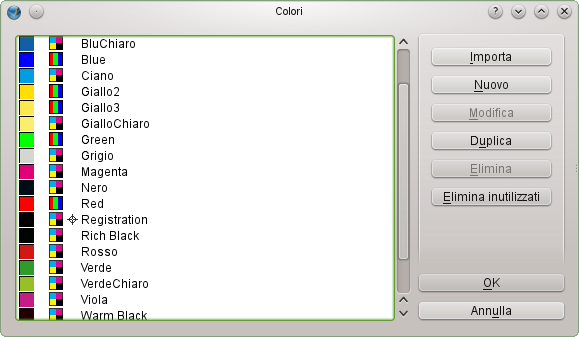 Colori
BluChiaro
Blue
Ciano
Giallo2
Giallo3
GialloChiaro
Green
Grigio
Magenta
Nero
Red
Registration
Rich Black
Rosso
Verde
VerdeChiaro
Viola
Warm Black
Importa
Nuovo
Modifica
Duplica
Elimina
Elimina inutilizzati
OK
Annulla